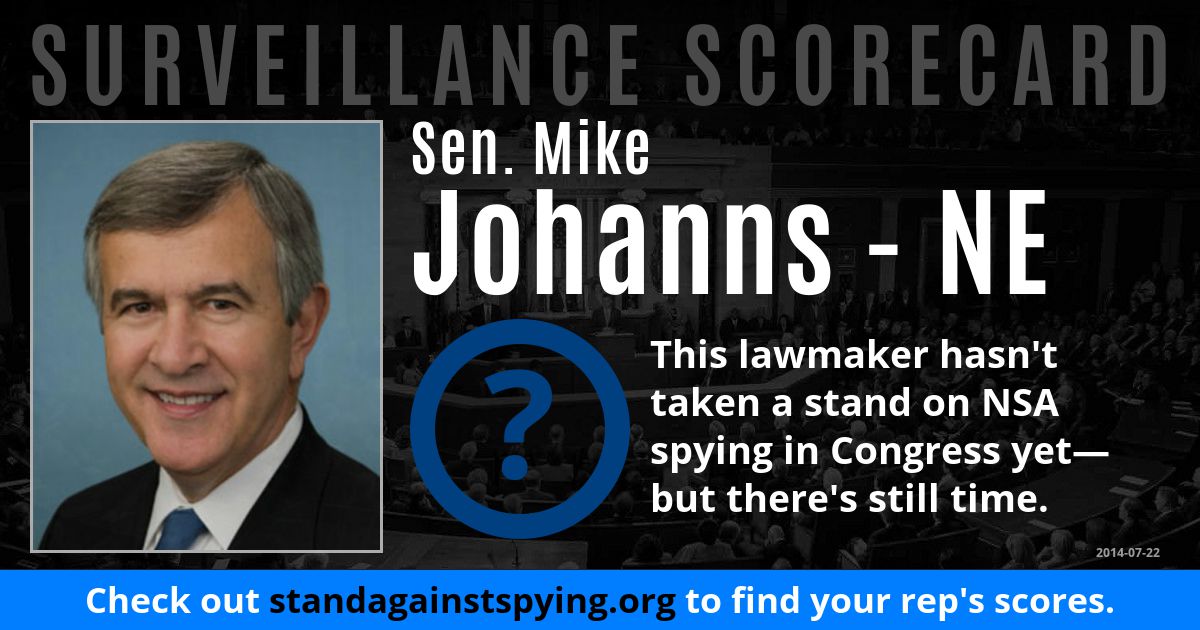 SURVEILLANCE SCORECARD
Sen. Mike
Johanns - NE
?
This lawmaker hasn't
taken a stand on NSA
spying in Congress yet—
but there's still time.
2014-07-22
Check out standagainstspying.org to find your rep's scores.